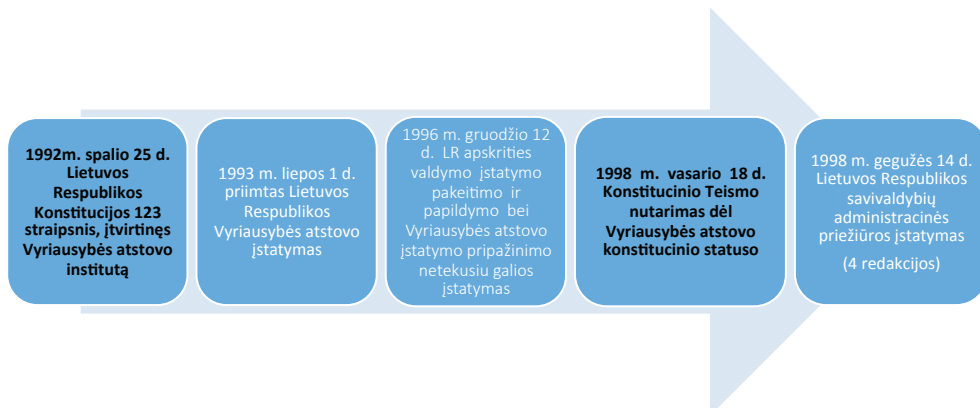 1992m. spalio 25 d.
Lietuvos
Respublikos
Konstitucijos 123
straipsnis, įtvirtinęs
Vyriausybės atstovo
institutą
1993 m. liepos 1 d.
priimtas Lietuvos
Respublikos
Vyriausybės atstovo
įstatymas
1996 m. gruodžio 12
d. LR apskrities
valdymo įstatymo
pakeitimo ir
papildymo bei
Vyriausybės atstovo
įstatymo pripažinimo
netekusiu galios
įstatymas
1998 m. vasario 18 d.
Konstitucinio Teismo
nutarimas dėl
Vyriausybės atstovo
konstitucinio statuso
1998 m. gegužės 14 d.
Lietuvos Respublikos
savivaldybių
administracinės
priežiūros įstatymas
(4 redakcijos)